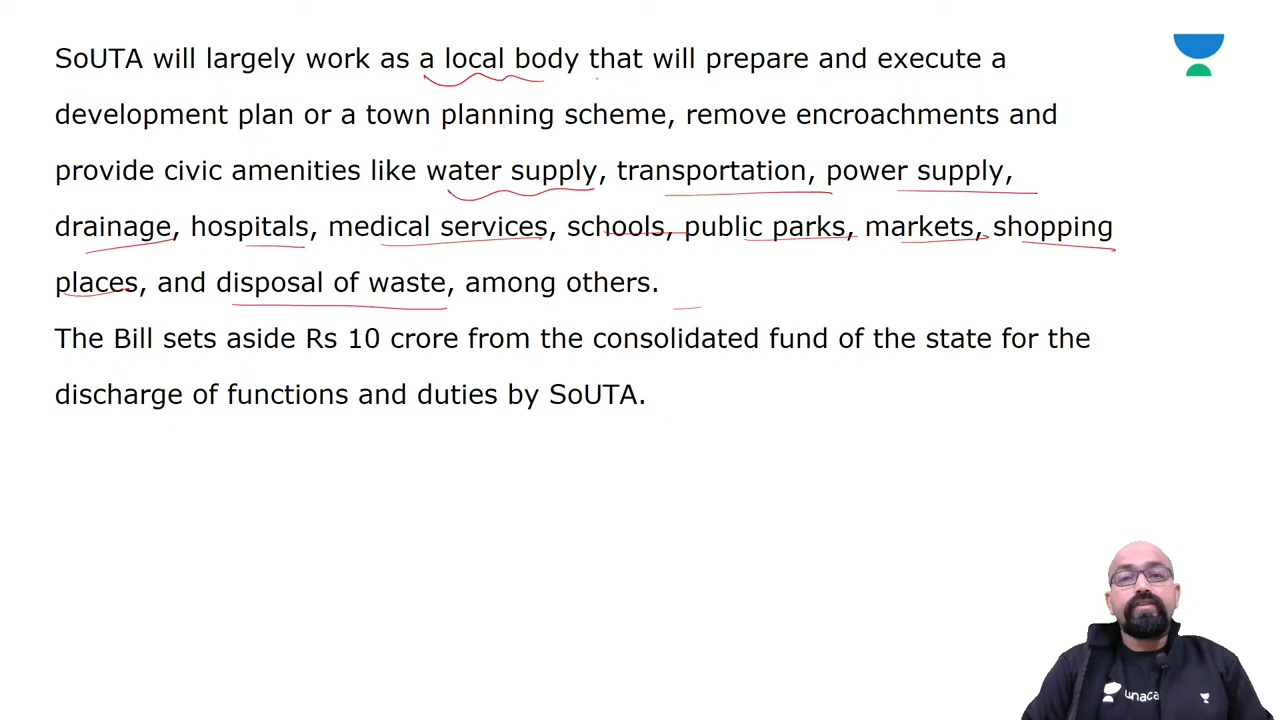 SoUTA will largely work as a local body that will prepare and execute a
development plan or a town planning scheme, remove encroachments and
provide civic amenities like water supply, transportation, power supply,
drainage, hospitals, medical services, schools, public parks, markets, shopping
places, and disposal of waste, among others.
The Bill sets aside Rs 10 crore from the consolidated fund of the state for the
discharge of functions and duties by SoUTA.
unaca